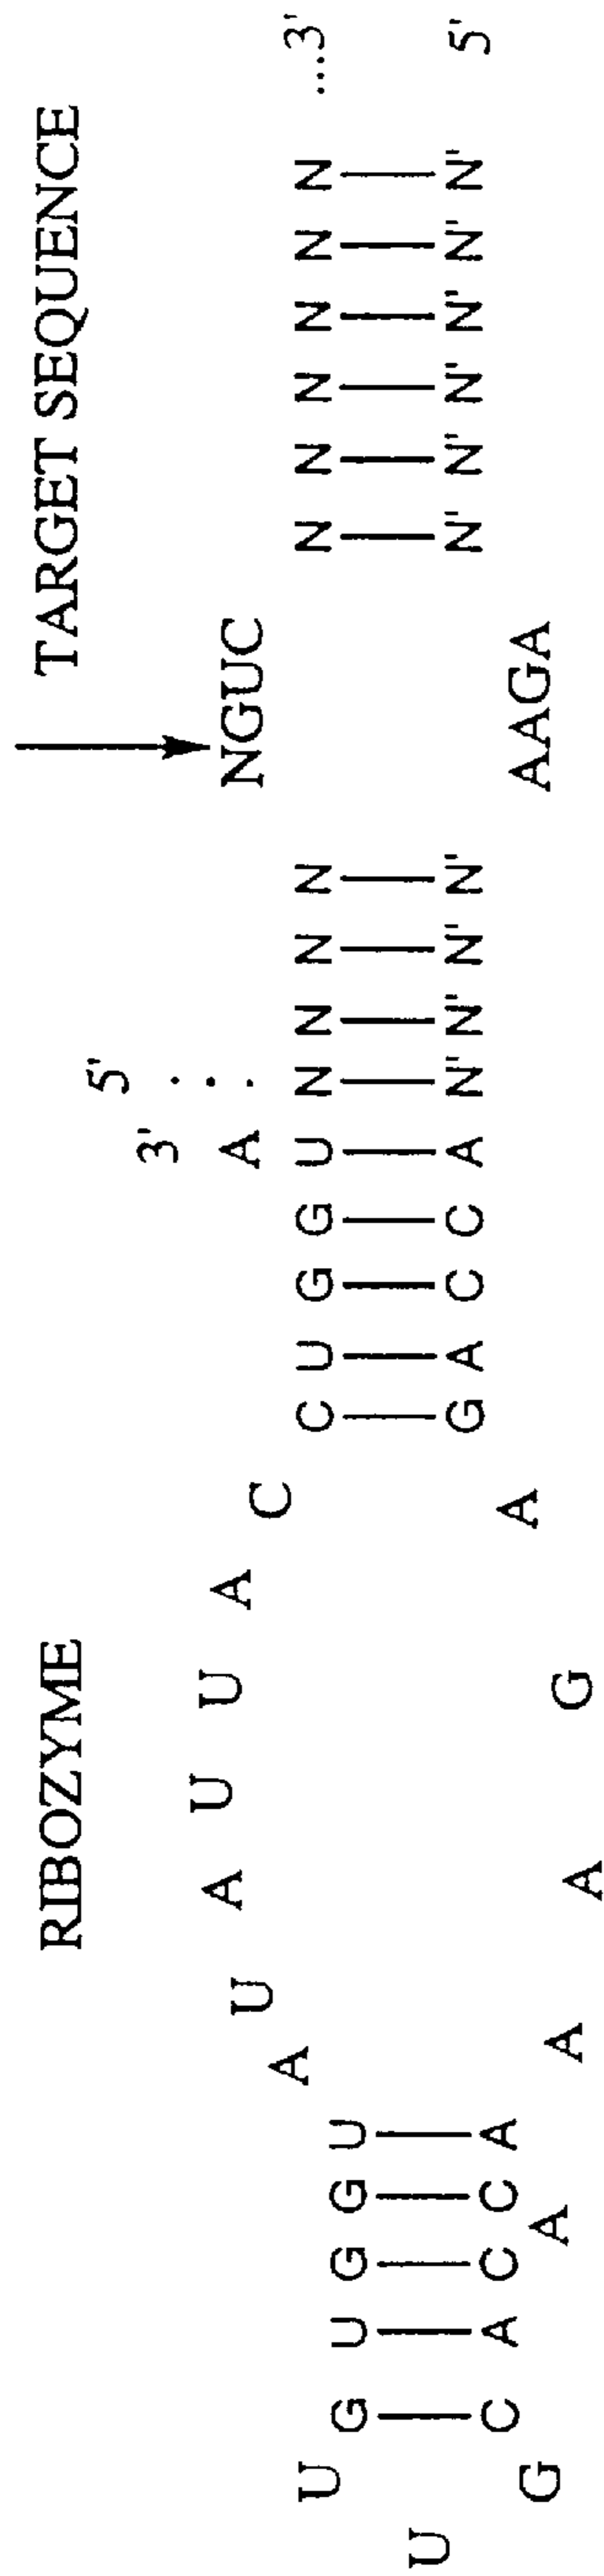 RIBOZYME TARGET SEQUENCE
5'
3'
A U A U U A C A NGUC
U G U G G U C U G G U N N N N N N N N N N ...3'
U
C A C C A G A C C A N' N' N' N' N' N' N' N' N' N' 5'
G A A A G A AAGA